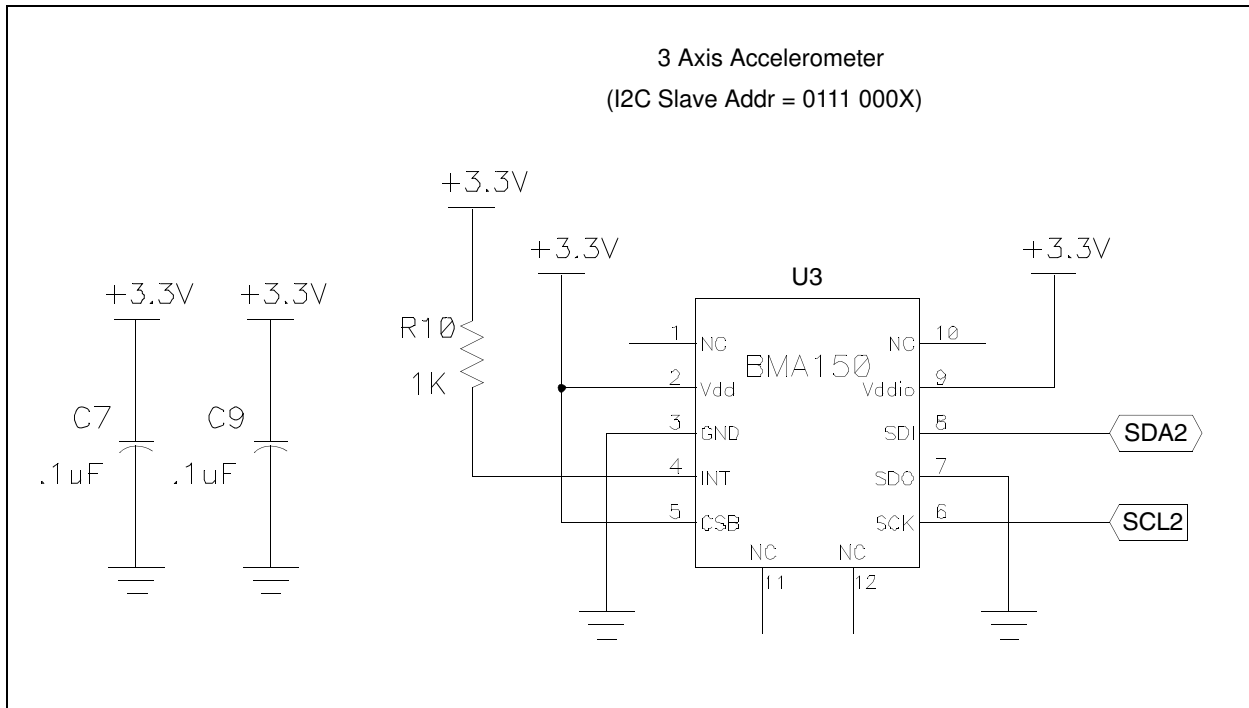 3 Axis Accelerometer
(I2C Slave Addr = 0111 000X)
+3.3V
+3.3V
+3.3V
U3
+3.3V
+3.3V
R10
1K
1
NC
NC
10
BMA150
2
Vdd
Vddio
9
C7
.1uF
C9
.1uF
3
GND
SDI
8
SDA2
4
INT
SDO
7
5
CSB
SCK
6
SCL2
NC
NC
11
12